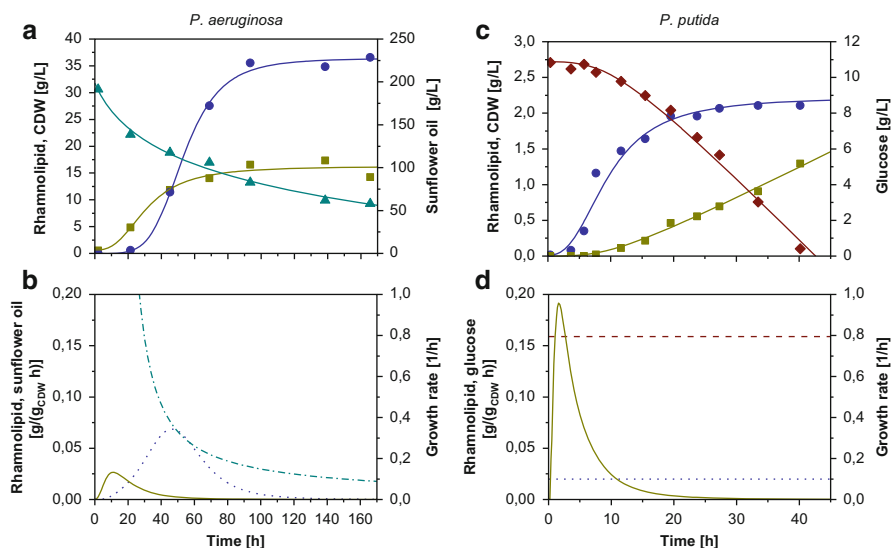 P. aeruginosa
P. putida
a
Rhamnolipid, CDW [g/L]
40
35
30
25
20
15
10
5
0
250
200
150
100
50
0
Sunflower oil
[g/L]
c
Rhamnolipid, CDW [g/L]
3,0
2,5
2,0
1,5
1,0
0,5
0,0
11
10
9
8
7
6
5
4
3
2
1
0
Glucose [g/L]
b
Rhamnolipid, sunflower oil
[g/(gCDW h)]
0,20
0,15
0,10
0,05
0,00
1,0
0,8
0,6
0,4
0,2
0,0
Growth rate [1/h]
0 20 40 60 80 100 120 140 160
Time [h]
d
Rhamnolipid, glucose
[g/(gCDW h)]
0,20
0,15
0,10
0,05
0,00
1,0
0,8
0,6
0,4
0,2
0,0
Growth rate [1/h]
0 10 20 30 40
Time [h]